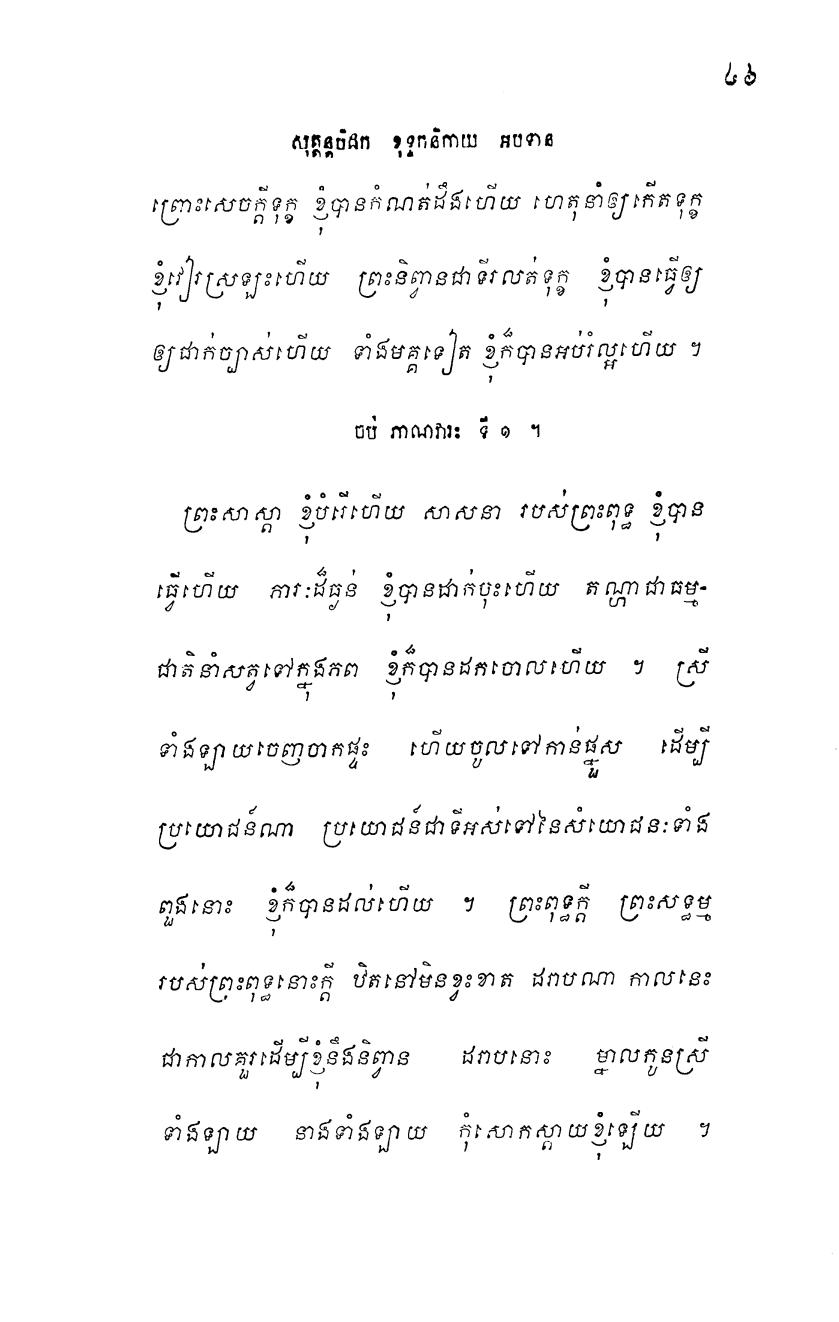 ៤៦
សុត្តន្តបិដក ខុទ្ទកនិកាយ អបទាន
ព្រោះសេចក្តីទុក្ខ ខ្ញុំបានកំណត់ដឹងហើយ ហេតុនាំឲ្យកើតទុក្ខ
ខ្ញុំវៀរស្រឡះហើយ ព្រះនិព្វានជាទីរលត់ទុក្ខ ខ្ញុំបានធ្វើឲ្យ
ឲ្យជាក់ច្បាស់ហើយ ទាំងមគ្គទៀត ខ្ញុំក៏បានអប់រំល្អហើយ ។
ចប់ ភាណវារៈ ទី ១ ។
ព្រះសាស្តា ខ្ញុំបំរើហើយ សាសនា របស់ព្រះពុទ្ធ ខ្ញុំបាន
ធ្វើហើយ ភារៈដ៏ធ្ងន់ ខ្ញុំបានដាក់ចុះហើយ តណ្ហាជាធម្ម-
ជាតិនាំសត្វទៅក្នុងភព ខ្ញុំក៏បានដកចោលហើយ ។ ស្រី
ទាំងឡាយចេញចាកផ្ទះ ហើយចូលទៅកាន់ផ្នួស ដើម្បី
ប្រយោជន៍ណា ប្រយោជន៍ជាទីអស់ទៅនៃសំយោជនៈទាំង
ពួងនោះ ខ្ញុំក៏បានដល់ហើយ ។ ព្រះពុទ្ធក្តី ព្រះសទ្ធម្ម
របស់ព្រះពុទ្ធនោះក្តី ឋិតនៅមិនខ្វះខាត ដរាបណា កាលនេះ
ជាកាលគួរដើម្បីខ្ញុំនឹងនិព្វាន ដរាបនោះ ម្នាលកូនស្រី
ទាំងឡាយ នាងទាំងឡាយ កុំសោកស្តាយខ្ញុំឡើយ ។